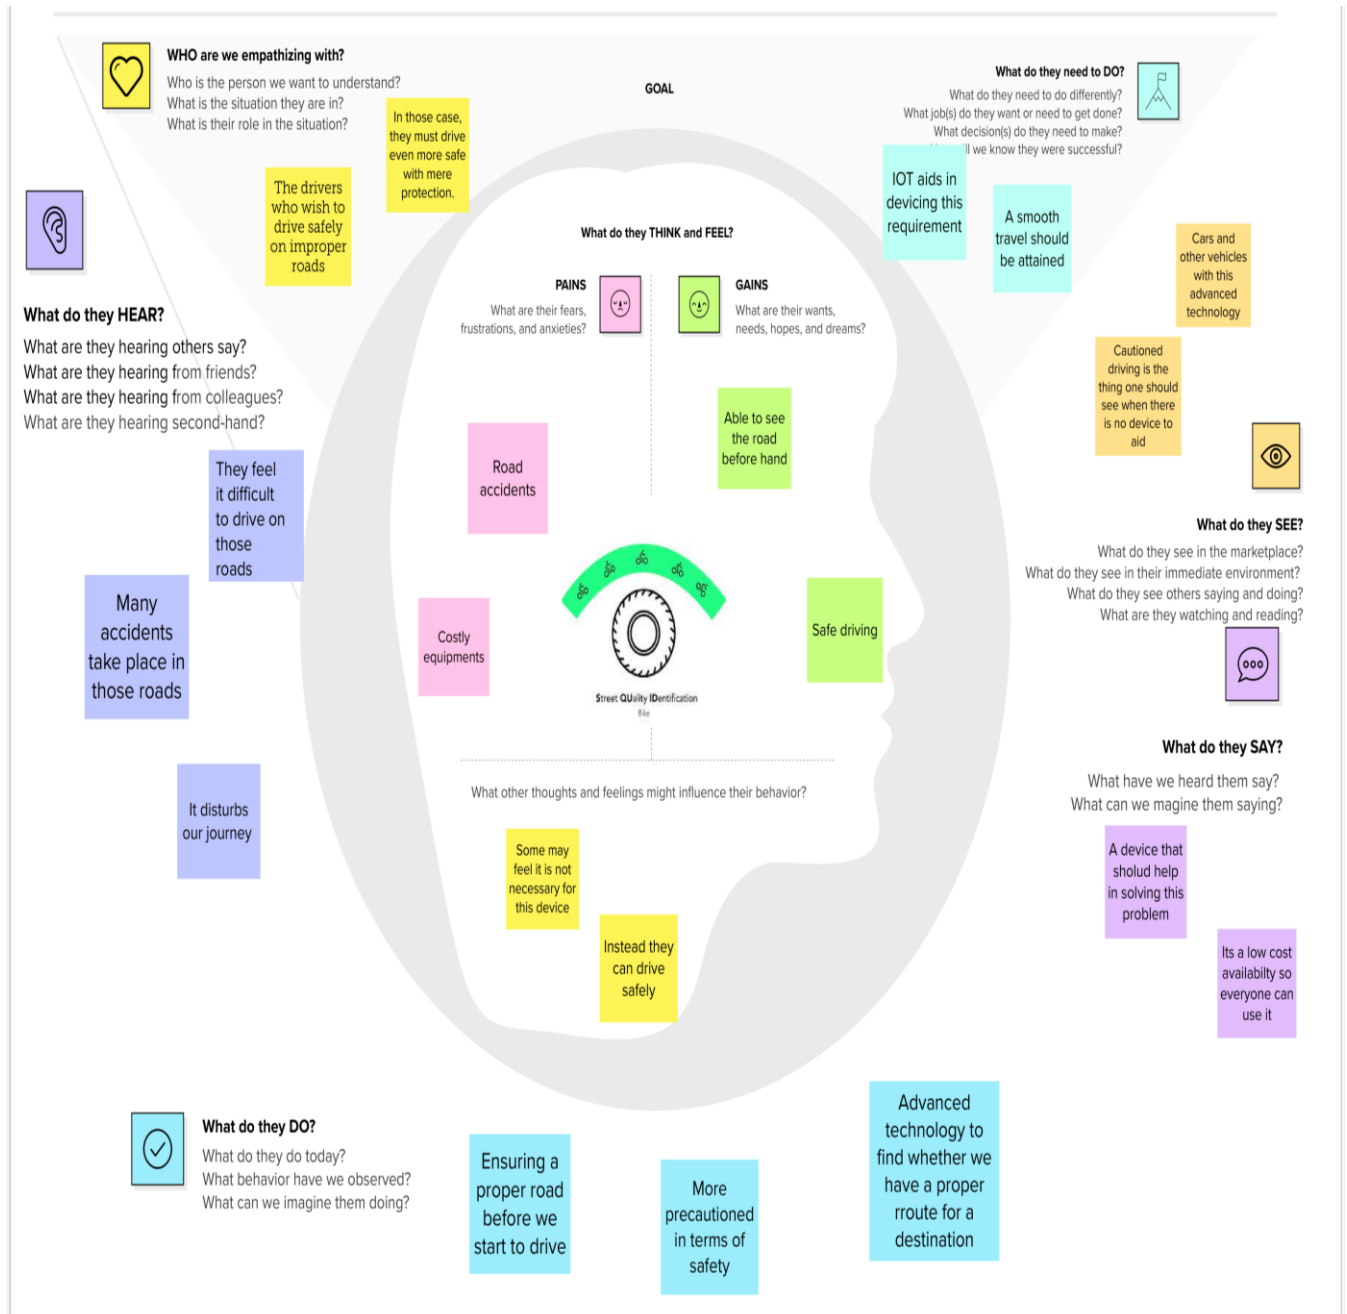 WHO are we empathizing with?
Who is the person we want to understand?
What is the situation they are in?
What is their role in the situation?
In those case,
they must drive
even more safe
with mere
protection.
The drivers
who wish to
drive safely
on improper
roads
GOAL
What do they need to DO?
What do they need to do differently?
What job(s) do they want or need to get done?
What decision(s) do they need to make?
we know they were successful?
IOT aids in
devicing this
requirement
A smooth
travel should
be attained
Cars and
other vehicles
with this
advanced
technology
Cautioned
driving is the
thing one should
see when there
is no device to
aid
What do they HEAR?
What are they hearing others say?
What are they hearing from friends?
What are they hearing from colleagues?
What are they hearing second-hand?
They feel
it difficult
to drive on
those
roads
Many
accidents
take place in
those roads
It disturbs
our journey
What do they THINK and FEEL?
PAINS
What are their fears,
frustrations, and anxieties?
GAINS
What are their wants,
needs, hopes, and dreams?
Road
accidents
Costly
equipments
Able to see
the road
before hand
Safe driving
Street QUality IDentification
Bike
What other thoughts and feelings might influence their behavior?
Some may
feel it is not
necessary for
this device
Instead they
can drive
safely
What do they SEE?
What do they see in the marketplace?
What do they see in their immediate environment?
What do they see others saying and doing?
What are they watching and reading?
What do they SAY?
What have we heard them say?
What can we magine them saying?
A device that
sholud help
in solving this
problem
Its a low cost
availabilty so
everyone can
use it
What do they DO?
What do they do today?
What behavior have we observed?
What can we imagine them doing?
Ensuring a
proper road
before we
start to drive
More
precautioned
in terms of
safety
Advanced
technology to
find whether we
have a proper
rroute for a
destination